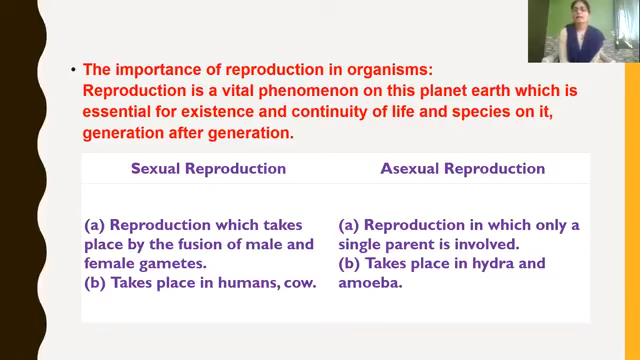 • The importance of reproduction in organisms:
Reproduction is a vital phenomenon on this planet earth which is
essential for existence and continuity of life and species on it,
generation after generation.
Sexual Reproduction
(a) Reproduction which takes
place by the fusion of male and
female gametes.
(b) Takes place in humans, cow.
Asexual Reproduction
(a) Reproduction in which only a
single parent is involved.
(b) Takes place in hydra and
amoeba.